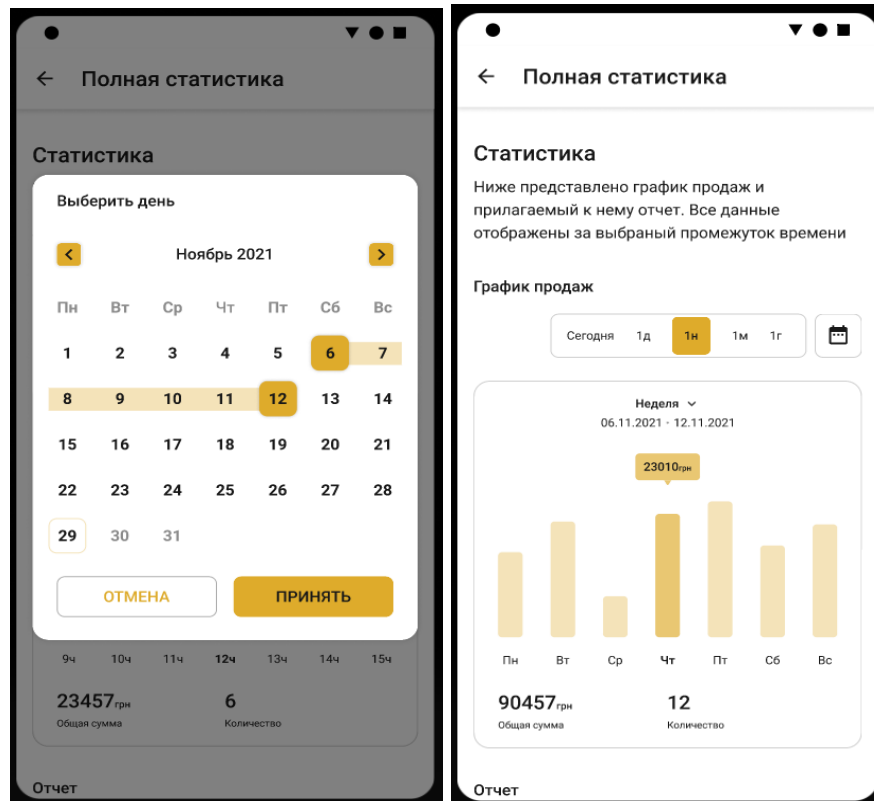 Полная статистика
Статистика
Выберить день
Ноябрь 2021
Пн Вт Ср Чт Пт Сб Вс
1 2 3 4 5 6 7
8 9 10 11 12 13 14
15 16 17 18 19 20 21
22 23 24 25 26 27 28
29 30 31
ОТМЕНА ПРИНЯТЬ
9ч 10ч 11ч 12ч 13ч 14ч 15ч
23457грн 6
Общая сумма Количество
Отчет
Полная статистика
Статистика
Ниже представлено график продаж и
прилагаемый к нему отчет. Все данные
отображены за выбраный промежуток времени
График продаж
Сегодня 1д 1н 1м 1г
Неделя
06.11.2021 - 12.11.2021
23010грн
Пн Вт Ср Чт Пт Сб Вс
90457грн 12
Общая сумма Количество
Отчет